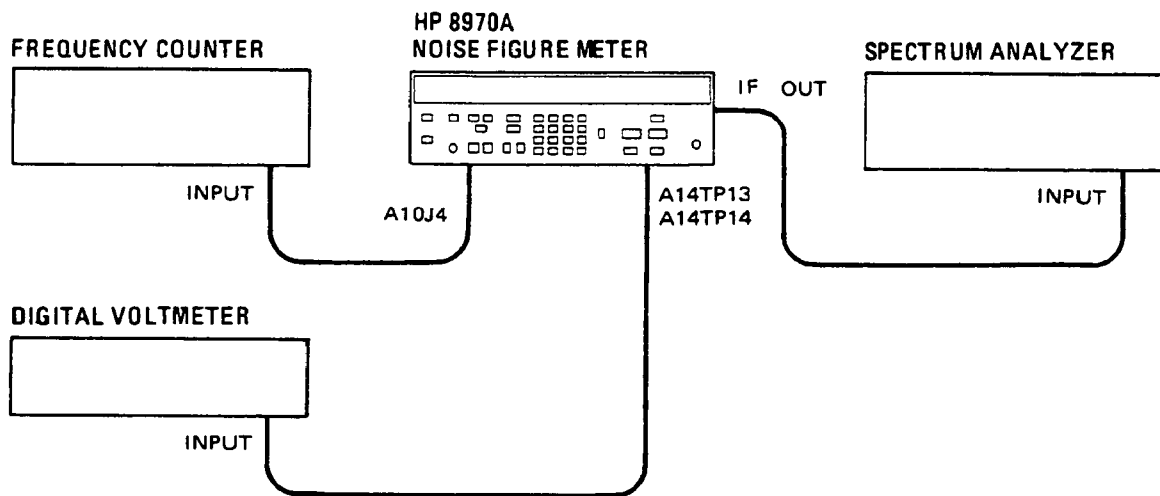 HP 8970A
NOISE FIGURE METER
FREQUENCY COUNTER
SPECTRUM ANALYZER
IF OUT
INPUT
A10J4
A14TP13
A14TP14
INPUT
DIGITAL VOLTMETER
INPUT